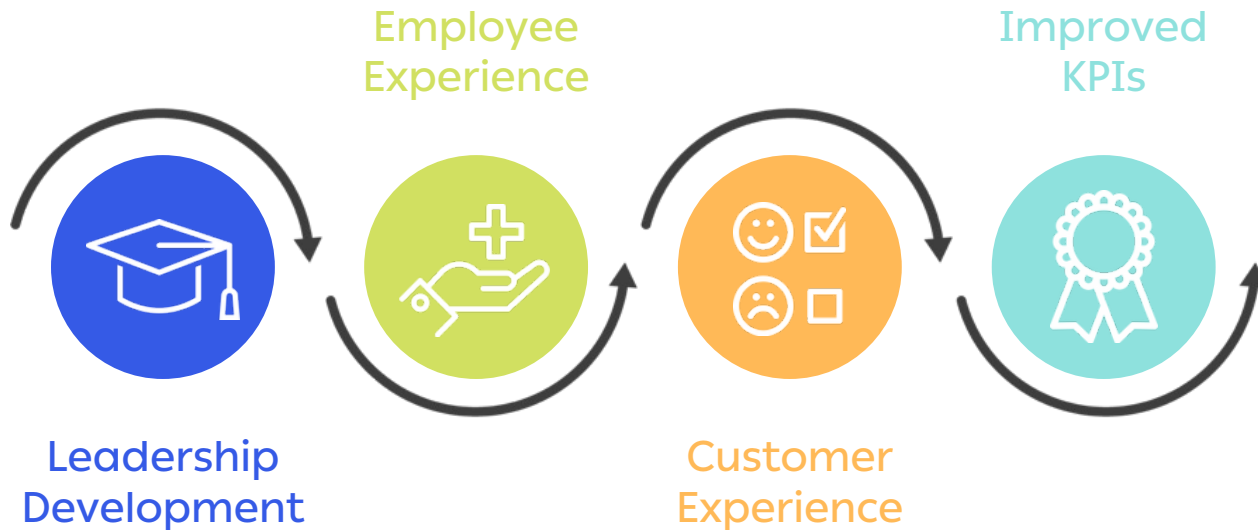 Leadership
Development
Employee
Experience
Customer
Experience
Improved
KPIs